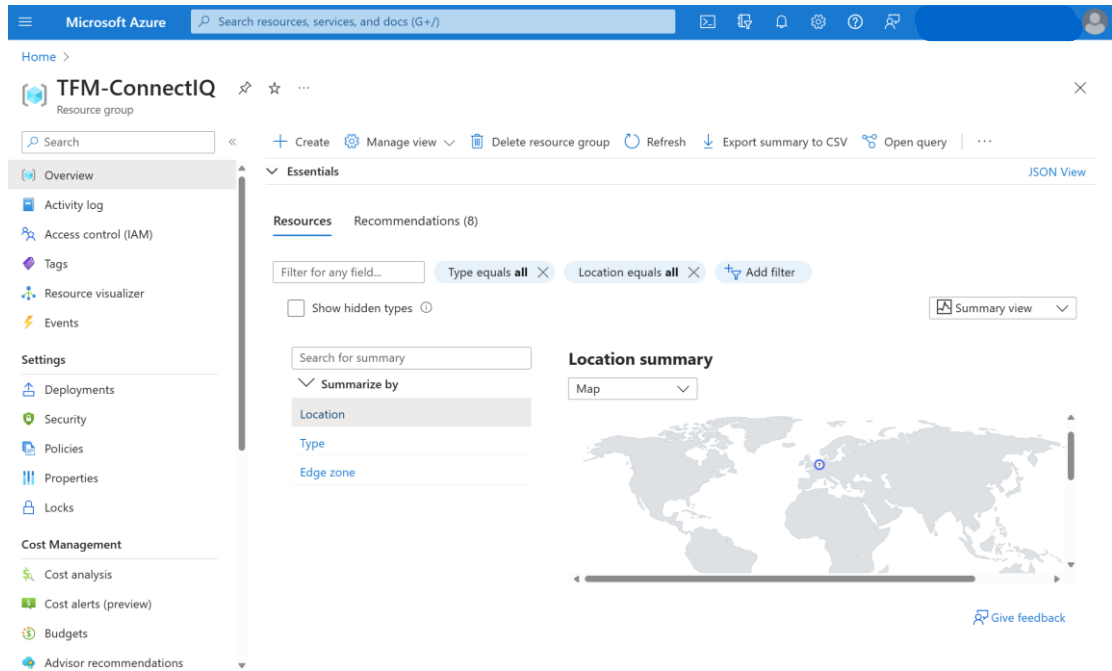 Microsoft Azure
Search resources, services, and docs (G+/)
Home >
TFM-ConnectIQ
Resource group
Search
Create
Manage view
Delete resource group
Refresh
Export summary to CSV
Open query
Overview
Activity log
Access control (IAM)
Tags
Resource visualizer
Events
Settings
Deployments
Security
Policies
Properties
Locks
Cost Management
Cost analysis
Cost alerts (preview)
Budgets
Advisor recommendations
Essentials
JSON View
Resources
Recommendations (8)
Filter for any field...
Type equals all
Location equals all
Add filter
Show hidden types
Summary view
Search for summary
Summarize by
Location
Type
Edge zone
Location summary
Map
Give feedback